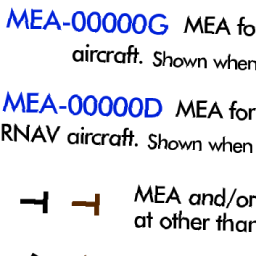 MEA-00000G MEA fo
aircraft. Shown when
MEA-00000D MEA for
RNAV aircraft. Shown when
MEA and/or
at other than